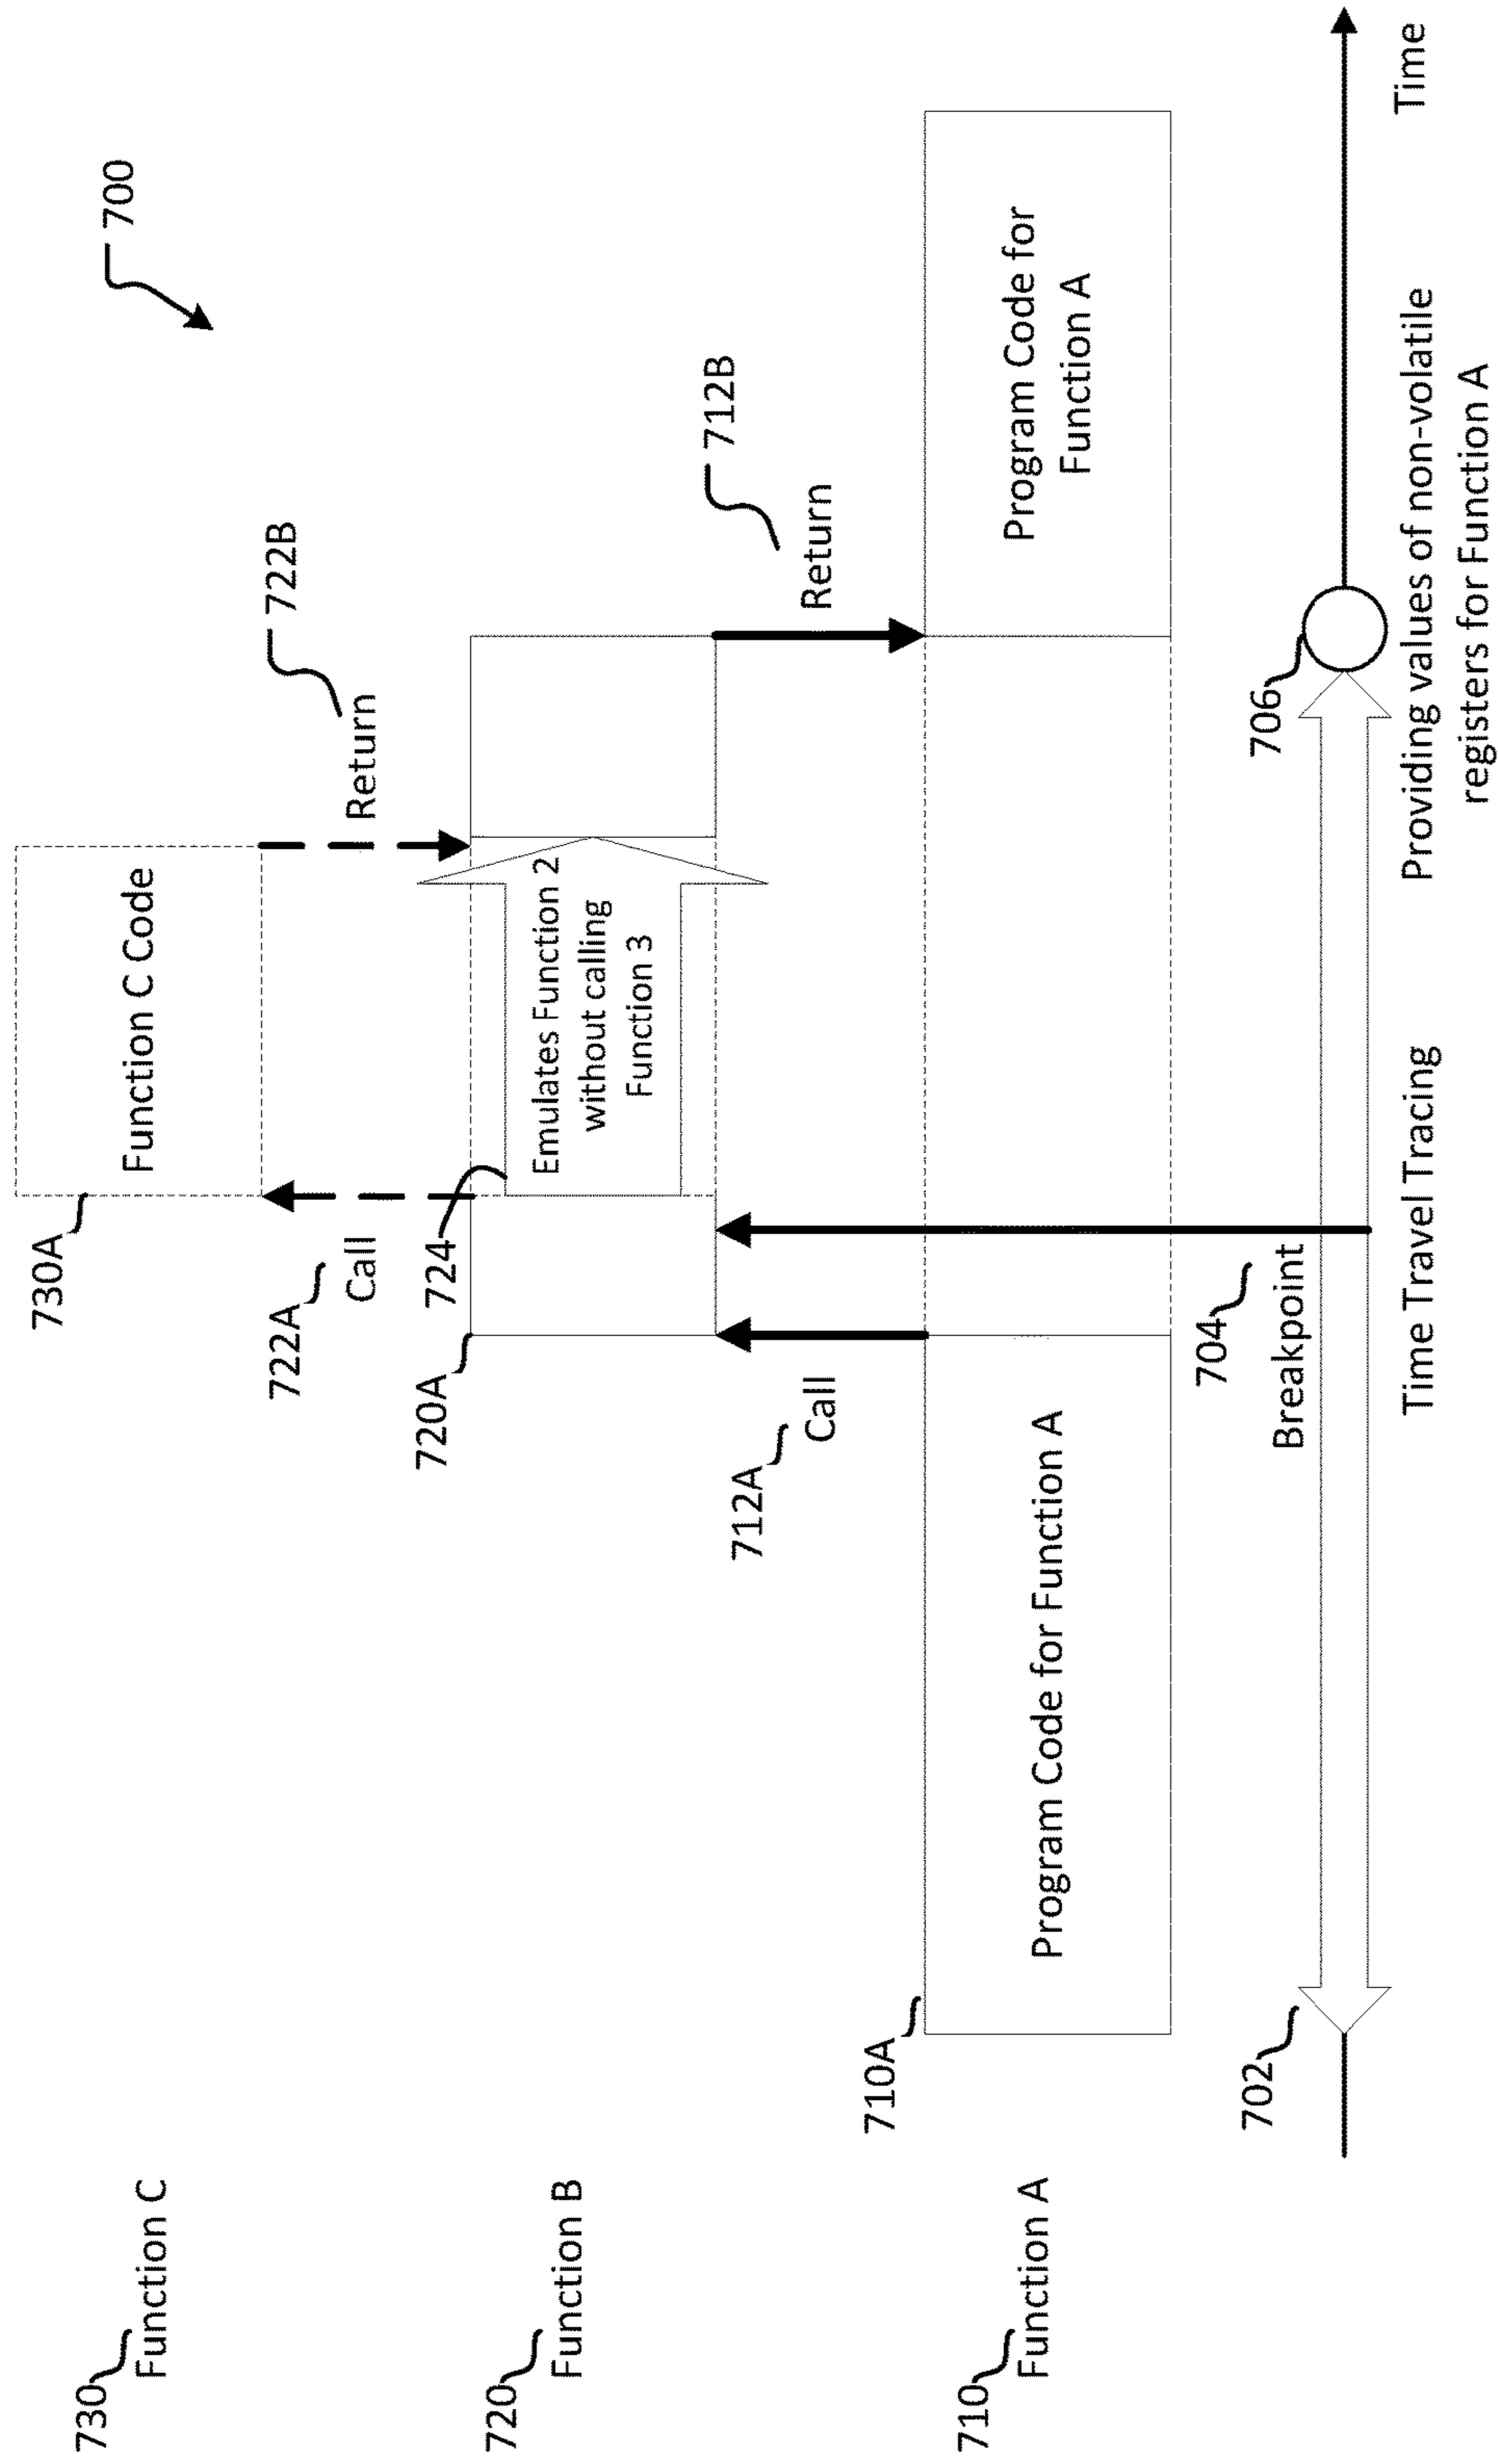 700
730
Function C
730A
Function C Code
722A
Call
722B
Return
720
Function B
720A
724
Emulates Function 2
without calling
Function 3
712A
Call
712B
Return
710
Function A
710A
Program Code for Function A
Program Code for
Function A
702
704
Breakpoint
706
Time Travel Tracing
Providing values of non-volatile
registers for Function A
Time